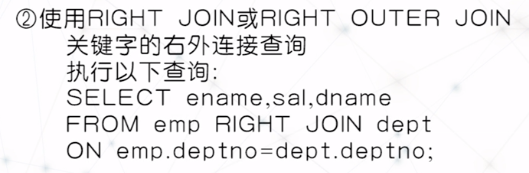 ②使用RIGHT JOIN或RIGHT OUTER JOIN
关键字的右外连接查询
执行以下查询:
SELECT ename,sal,dname
FROM emp RIGHT JOIN dept
ON emp.deptno=dept.deptno;